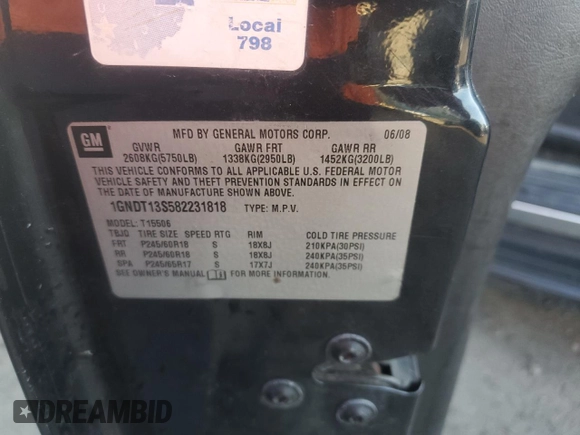 Local
798
GM
MFD BY GENERAL MOTORS CORP. 06/08
GVWR GAWR FRT GAWR RR
2608KG(5750LB) 1338KG(2950LB) 1452KG(3200LB)
THIS VEHICLE CONFORMS TO ALL APPLICABLE U.S. FEDERAL MOTOR
VEHICLE SAFETY AND THEFT PREVENTION STANDARDS IN EFFECT ON
THE DATE OF MANUFACTURE SHOWN ABOVE.
1GNDT13S582231818 TYPE: M.P.V.
MODEL: T15506
TBJG TIRE SIZE SPEED RTG RIM COLD TIRE PRESSURE
FRT P245/60R18 S 18X8J 210KPA(30PSI)
RR P245/60R18 S 18X8J 240KPA(35PSI)
SPA P245/65R17 S 17X7J 240KPA(35PSI)
SEE OWNER'S MANUAL FOR MORE INFORMATION.
DREAMBID